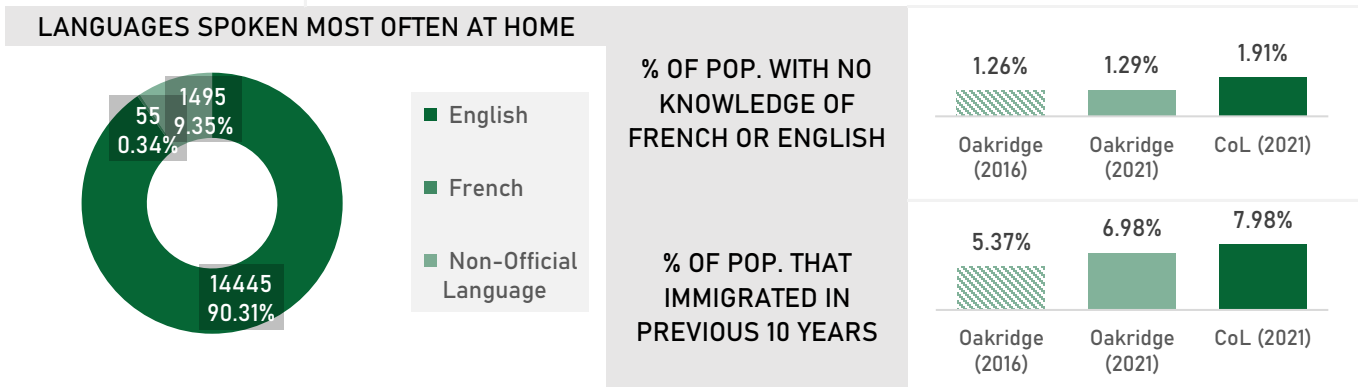 LANGUAGES SPOKEN MOST OFTEN AT HOME
1495
9.35%
55
0.34%
14445
90.31%
English
French
Non-Official
Language
% OF POP. WITH NO
KNOWLEDGE OF
FRENCH OR ENGLISH
1.26%
1.29%
1.91%
Oakridge
(2016)
Oakridge
(2021)
CoL (2021)
% OF POP. THAT
IMMIGRATED IN
PREVIOUS 10 YEARS
5.37%
6.98%
7.98%
Oakridge
(2016)
Oakridge
(2021)
CoL (2021)